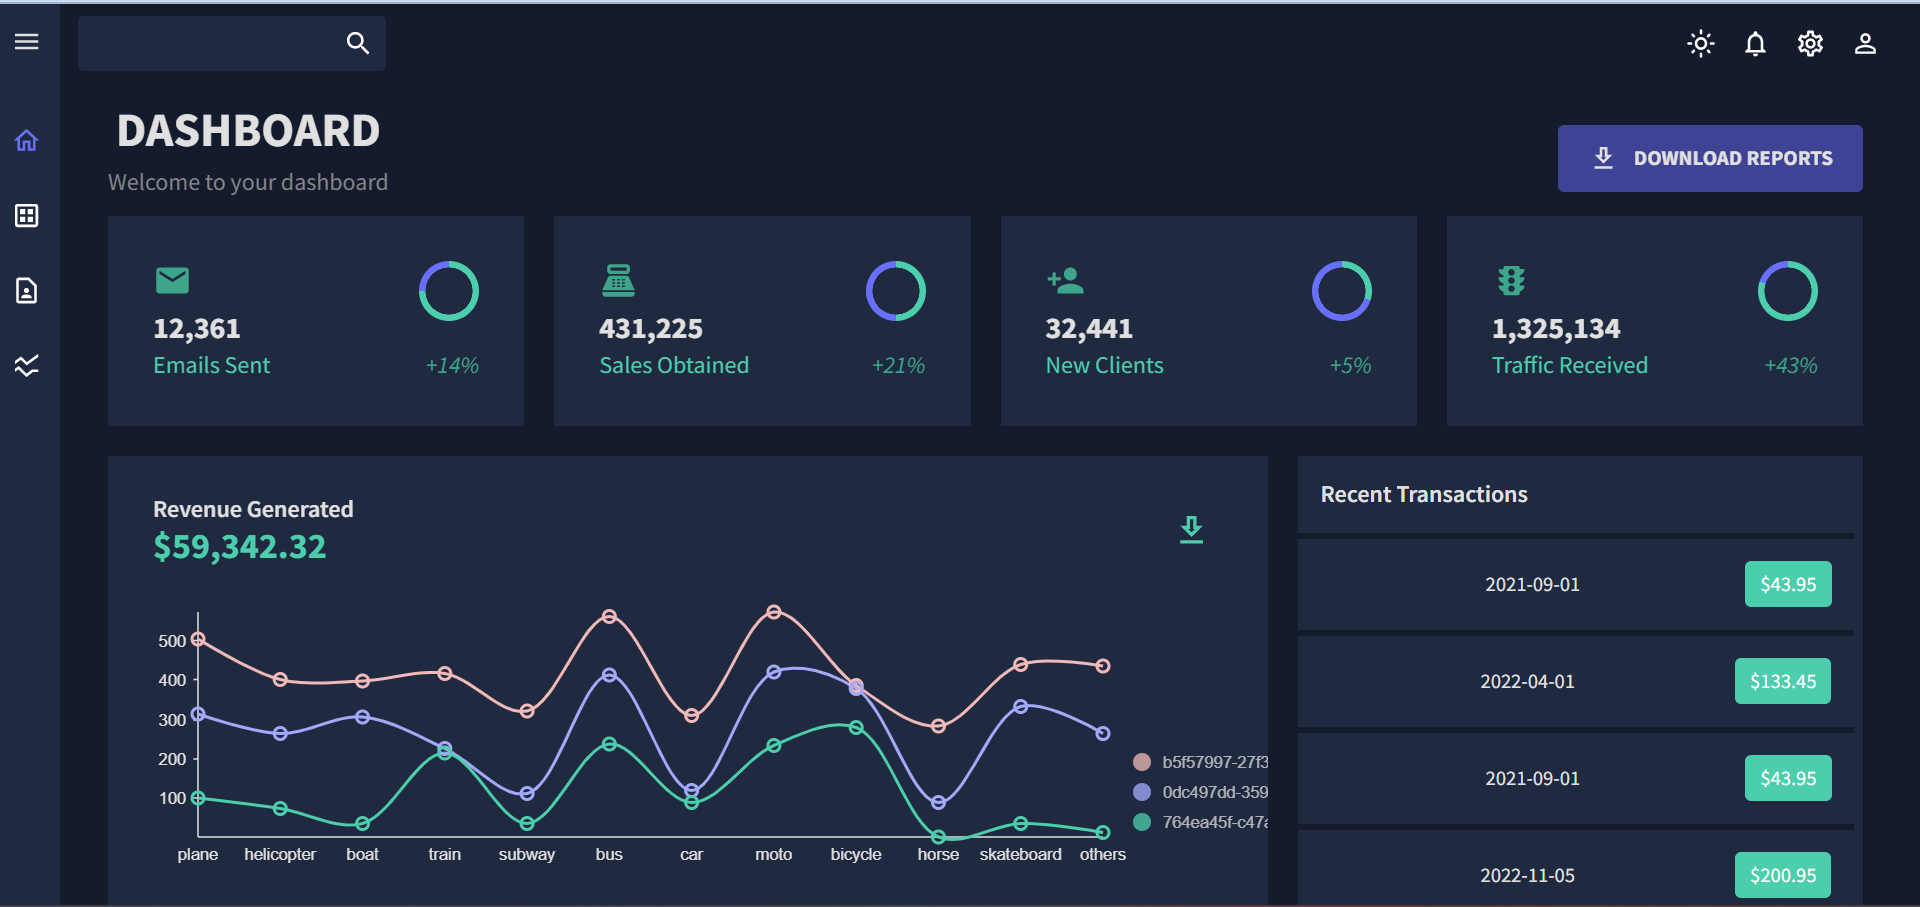 DASHBOARD
Welcome to your dashboard
DOWNLOAD REPORTS
12,361
Emails Sent
+14%
431,225
Sales Obtained
+21%
32,441
New Clients
+5%
1,325,134
Traffic Received
+43%
Revenue Generated
$59,342.32
500
400
300
200
100
plane helicopter boat train subway bus car moto bicycle horse skateboard others
b5f57997-27f3
0dc497dd-359
764ea45f-c47a
Recent Transactions
2021-09-01 $43.95
2022-04-01 $133.45
2021-09-01 $43.95
2022-11-05 $200.95